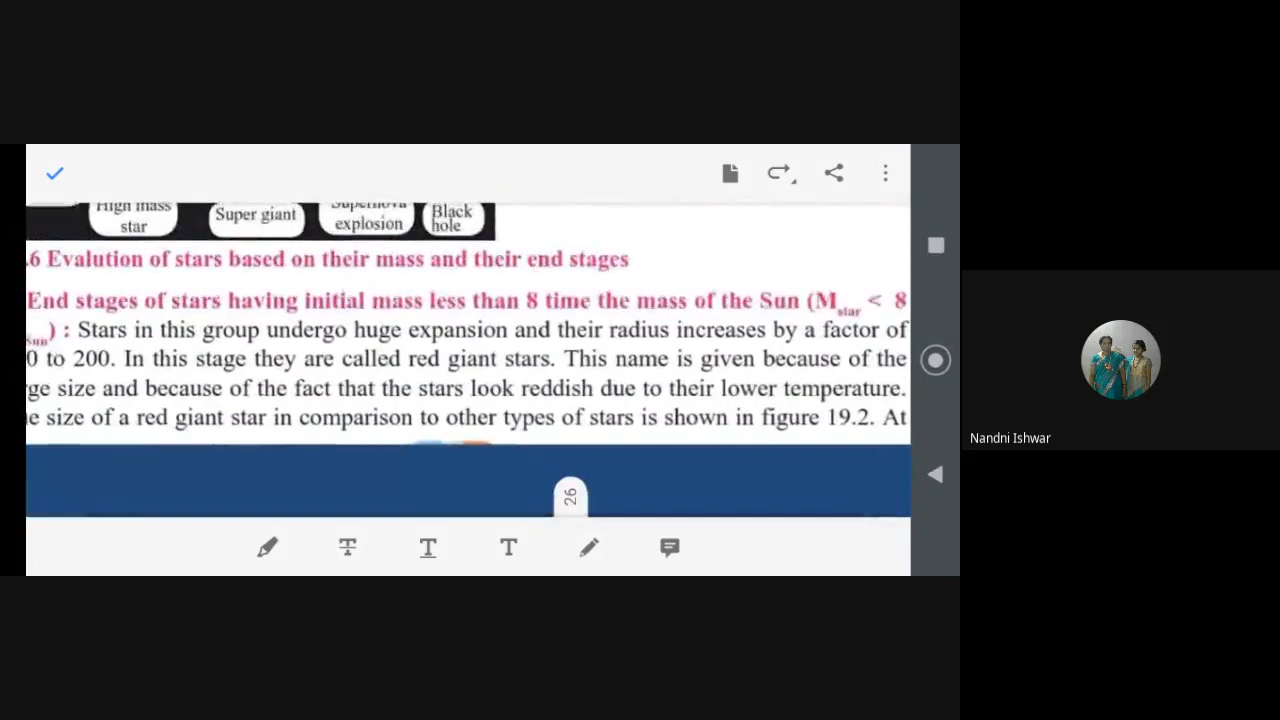 High mass
star
Super giant
Supernova
explosion
Black
hole
.6 Evalution of stars based on their mass and their end stages
End stages of stars having initial mass less than 8 time the mass of the Sun (Mstar < 8
Sun) : Stars in this group undergo huge expansion and their radius increases by a factor of
0 to 200. In this stage they are called red giant stars. This name is given because of the
ge size and because of the fact that the stars look reddish due to their lower temperature.
e size of a red giant star in comparison to other types of stars is shown in figure 19.2. At
26
T
T
T
Nandni Ishwar